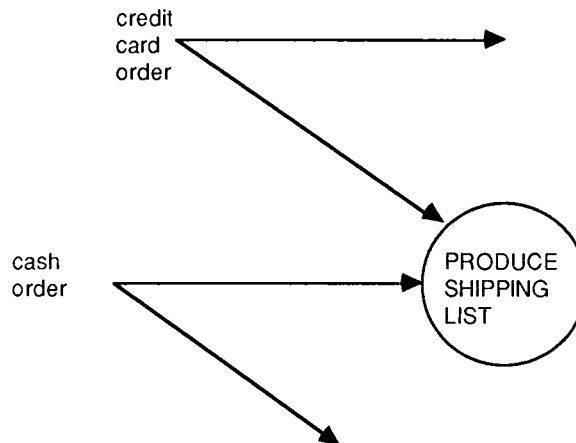 credit
card
order
cash
order
PRODUCE
SHIPPING
LIST